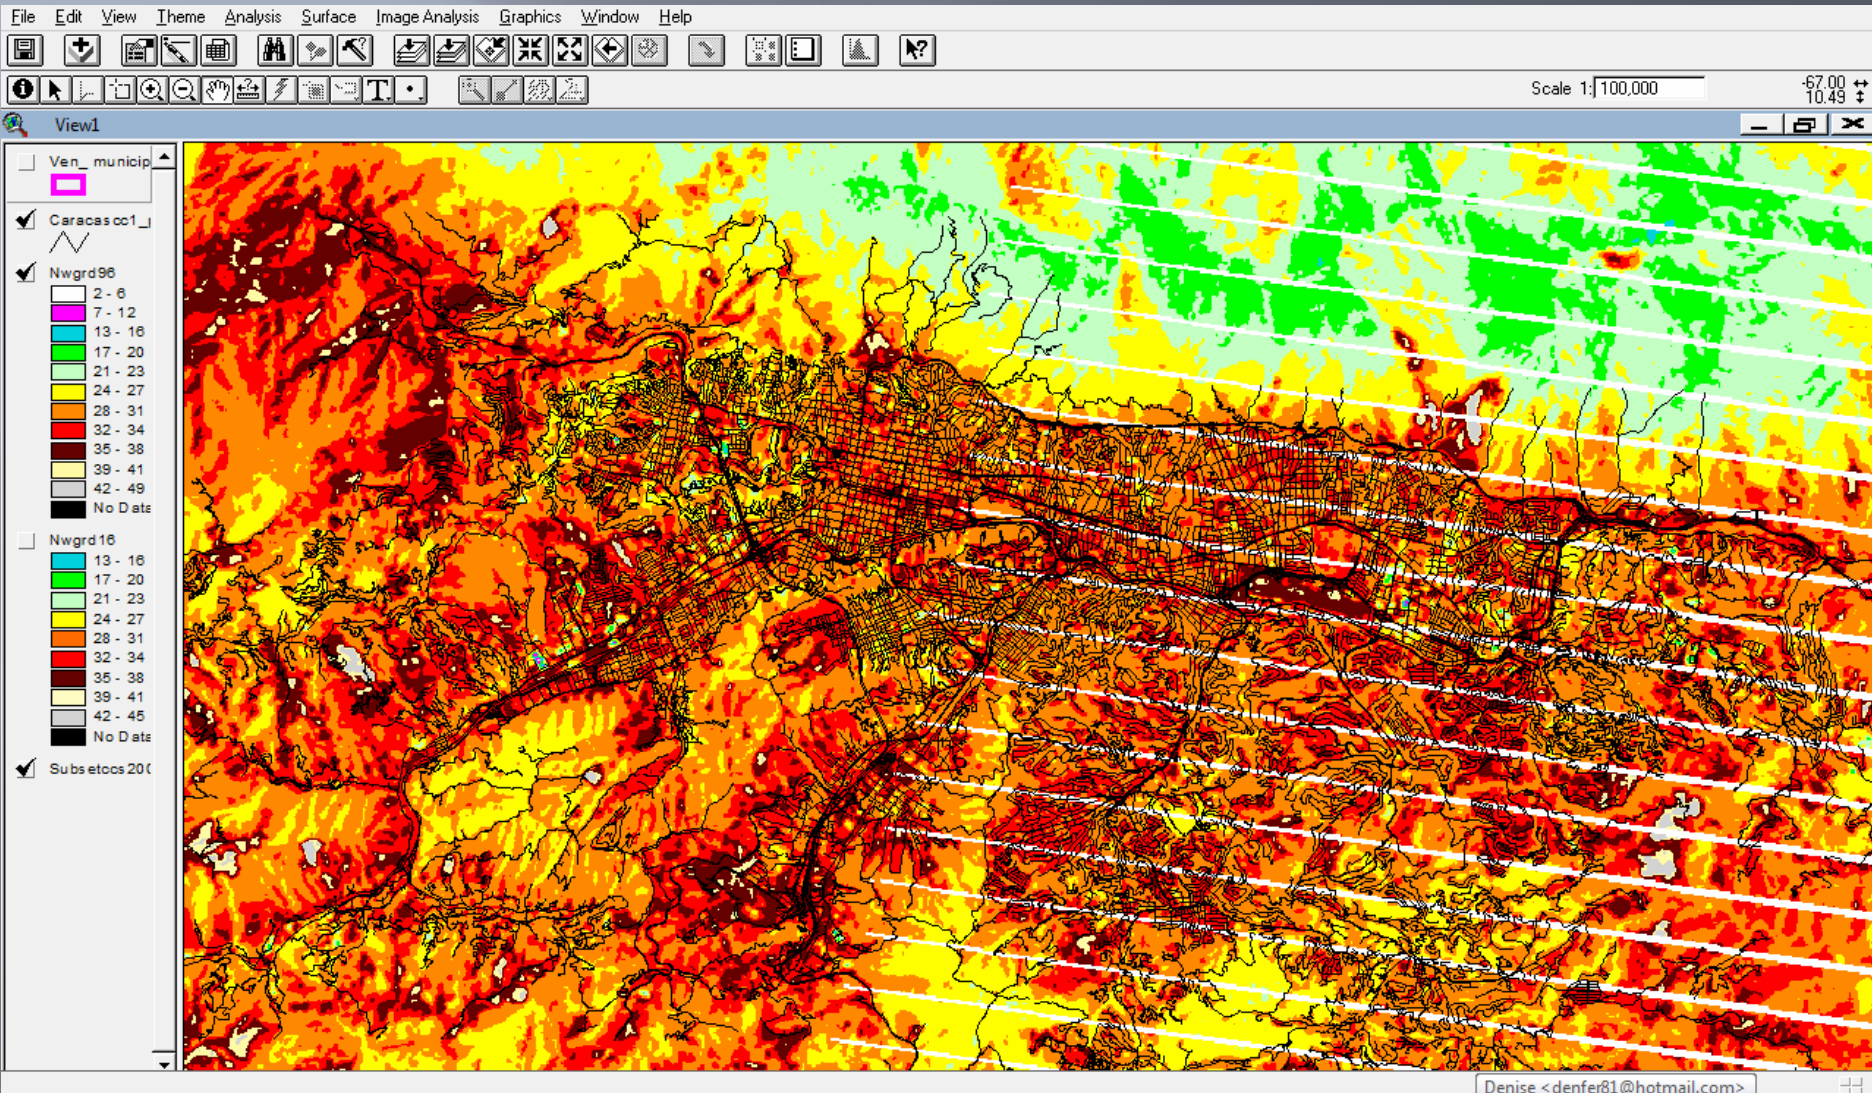 File Edit View Theme Analysis Surface Image Analysis Graphics Window Help
Scale 1: 100,000
-67.00
10.49
View1
Ven_ municip
Caracascc1_
Nwgrd96
2 - 6
7 - 12
13 - 16
17 - 20
21 - 23
24 - 27
28 - 31
32 - 34
35 - 38
39 - 41
42 - 49
No Data
Nwgrd16
13 - 16
17 - 20
21 - 23
24 - 27
28 - 31
32 - 34
35 - 38
39 - 41
42 - 45
No Data
Subsetccs200
Denise <denfer81@hotmail.com>